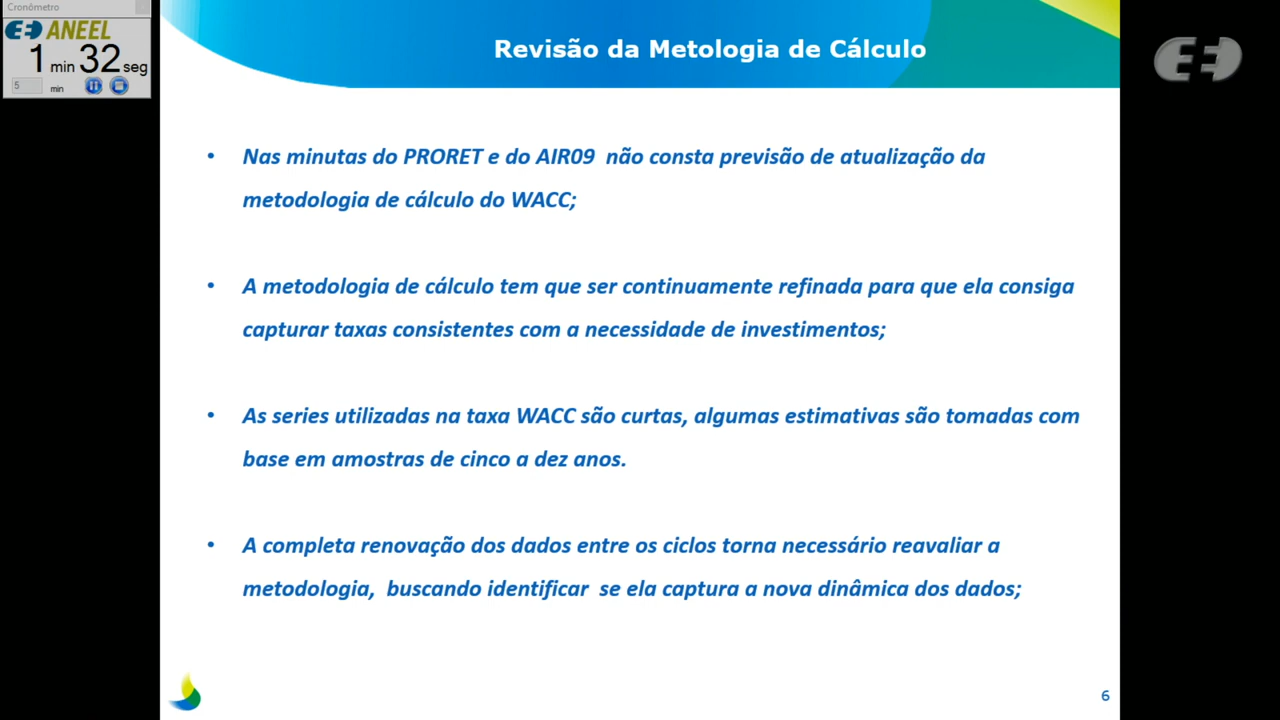 Cronômetro
ANEEL
1 min 32 seg
5 min
Revisão da Metologia de Cálculo
• Nas minutas do PRORET e do AIR09 não consta previsão de atualização da
metodologia de cálculo do WACC;
• A metodologia de cálculo tem que ser continuamente refinada para que ela consiga
capturar taxas consistentes com a necessidade de investimentos;
• As series utilizadas na taxa WACC são curtas, algumas estimativas são tomadas com
base em amostras de cinco a dez anos.
• A completa renovação dos dados entre os ciclos torna necessário reavaliar a
metodologia, buscando identificar se ela captura a nova dinâmica dos dados;
6